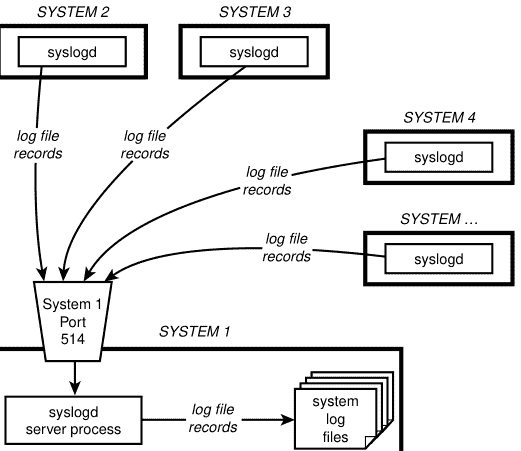 SYSTEM 2
SYSTEM 3
syslogd
syslogd
SYSTEM 4
log file
records
log file
records
syslogd
log file
records
SYSTEM ...
log file
records
syslogd
System 1
Port
514
SYSTEM 1
syslogd
server process
log file
records
system
log
files